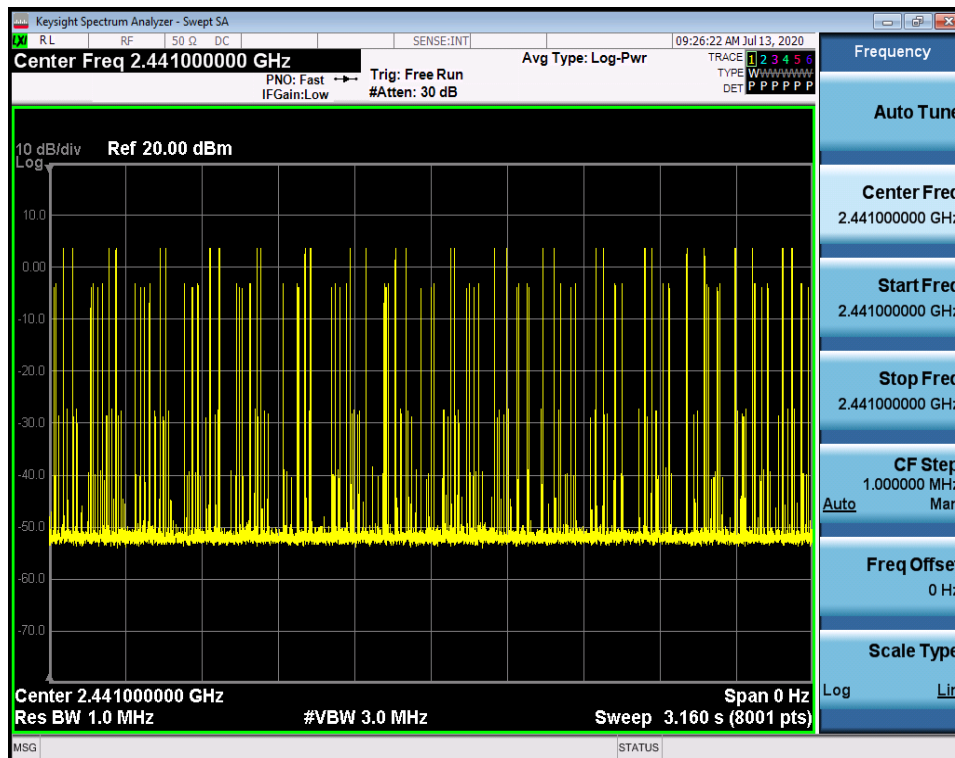 Keysight Spectrum Analyzer - Swept SA
LXI RL RF 50 Ω DC SENSE:INT 09:26:22 AM Jul 13, 2020
Center Freq 2.441000000 GHz
Avg Type: Log-Pwr
TRACE 1 2 3 4 5 6
PNO: Fast
Trig: Free Run
TYPE WWWWWW
IFGain:Low
#Atten: 30 dB
DET P P P P P P
10 dB/div Ref 20.00 dBm
Log
10.0
0.00
-10.0
-20.0
-30.0
-40.0
-50.0
-60.0
-70.0
Center 2.441000000 GHz Span 0 Hz
Res BW 1.0 MHz #VBW 3.0 MHz Sweep 3.160 s (8001 pts)
MSG STATUS
Frequency
Auto Tune
Center Freq
2.441000000 GHz
Start Freq
2.441000000 GHz
Stop Freq
2.441000000 GHz
CF Step
1.000000 MHz
Auto Man
Freq Offset
0 Hz
Scale Type
Log Lin